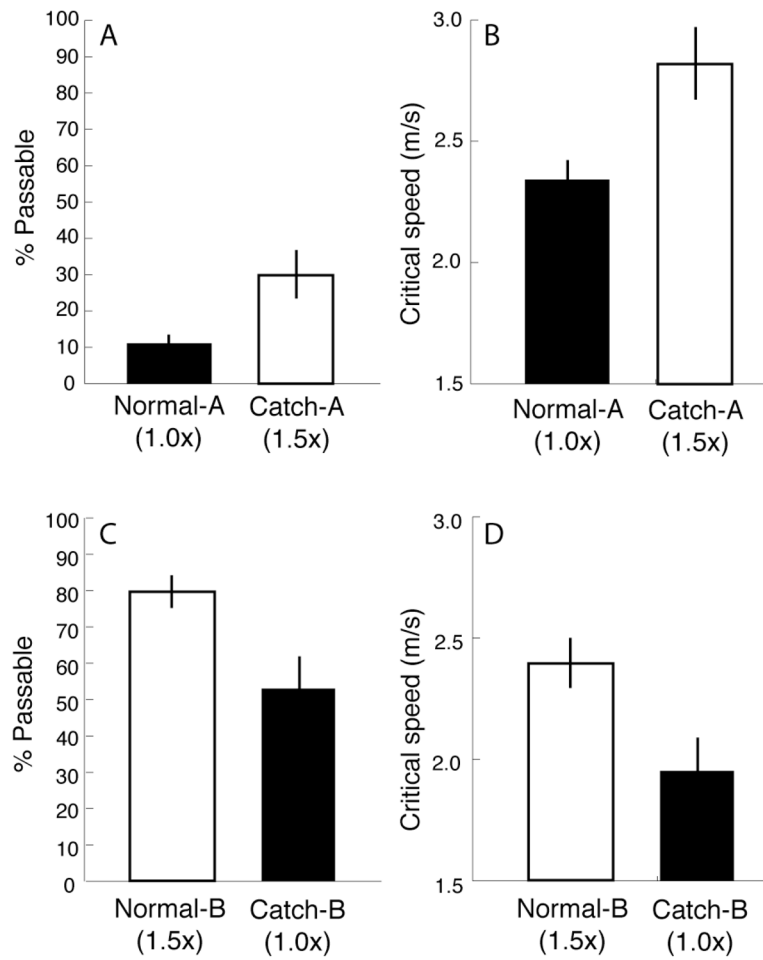 A
% Passable
100
90
80
70
60
50
40
30
20
10
0
Normal-A
(1.0x)
Catch-A
(1.5x)
B
Critical speed (m/s)
3.0
2.5
2.0
1.5
Normal-A
(1.0x)
Catch-A
(1.5x)
C
% Passable
100
90
80
70
60
50
40
30
20
10
0
Normal-B
(1.5x)
Catch-B
(1.0x)
D
Critical speed (m/s)
3.0
2.5
2.0
1.5
Normal-B
(1.5x)
Catch-B
(1.0x)